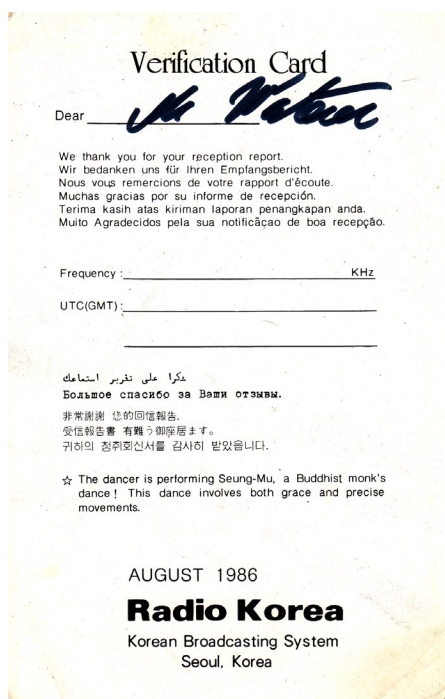 Verification Card
Dear Mr Waterer
We thank you for your reception report.
Wir bedanken uns für Ihren Empfangsbericht.
Nous vous remercions de votre rapport d'écoute.
Muchas gracias por su informe de recepción.
Terima kasih atas kiriman laporan penangkapan anda.
Muito Agradecidos pela sua notificãçao de boa recepção.
Frequency : KHz
UTC(GMT) :
شكرا على تقرير استماعك
Большое спасибо за Ваши отзывы.
非常謝謝 您的回信報告.
受信報告書 有難う御座居ます。
귀하의 청취회신서를 감사히 받았읍니다.
☆ The dancer is performing Seung-Mu, a Buddhist monk's
dance ! This dance involves both grace and precise
movements.
AUGUST 1986
Radio Korea
Korean Broadcasting System
Seoul, Korea